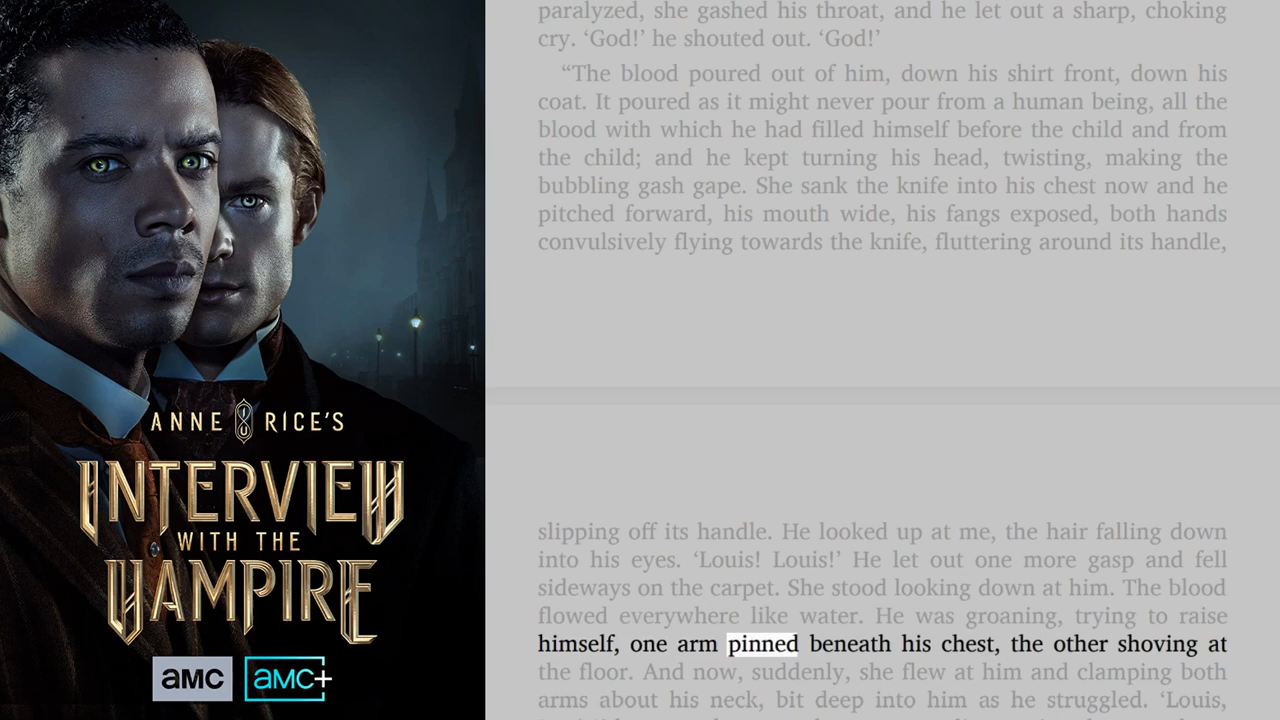 ANNE RICE'S
INTERVIEW
WITH THE
VAMPIRE
amc
amc+
paralyzed, she gashed his throat, and he let out a sharp, choking
cry. ‘God!’ he shouted out. ‘God!’
“The blood poured out of him, down his shirt front, down his
coat. It poured as it might never pour from a human being, all the
blood with which he had filled himself before the child and from
the child; and he kept turning his head, twisting, making the
bubbling gash gape. She sank the knife into his chest now and he
pitched forward, his mouth wide, his fangs exposed, both hands
convulsively flying towards the knife, fluttering around its handle,
slipping off its handle. He looked up at me, the hair falling down
into his eyes. ‘Louis! Louis!’ He let out one more gasp and fell
sideways on the carpet. She stood looking down at him. The blood
flowed everywhere like water. He was groaning, trying to raise
himself, one arm pinned beneath his chest, the other shoving at
the floor. And now, suddenly, she flew at him and clamping both
arms about his neck, bit deep into him as he struggled. ‘Louis,